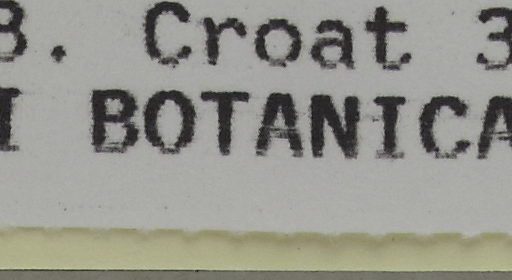 B. Croat 3
I BOTANICA